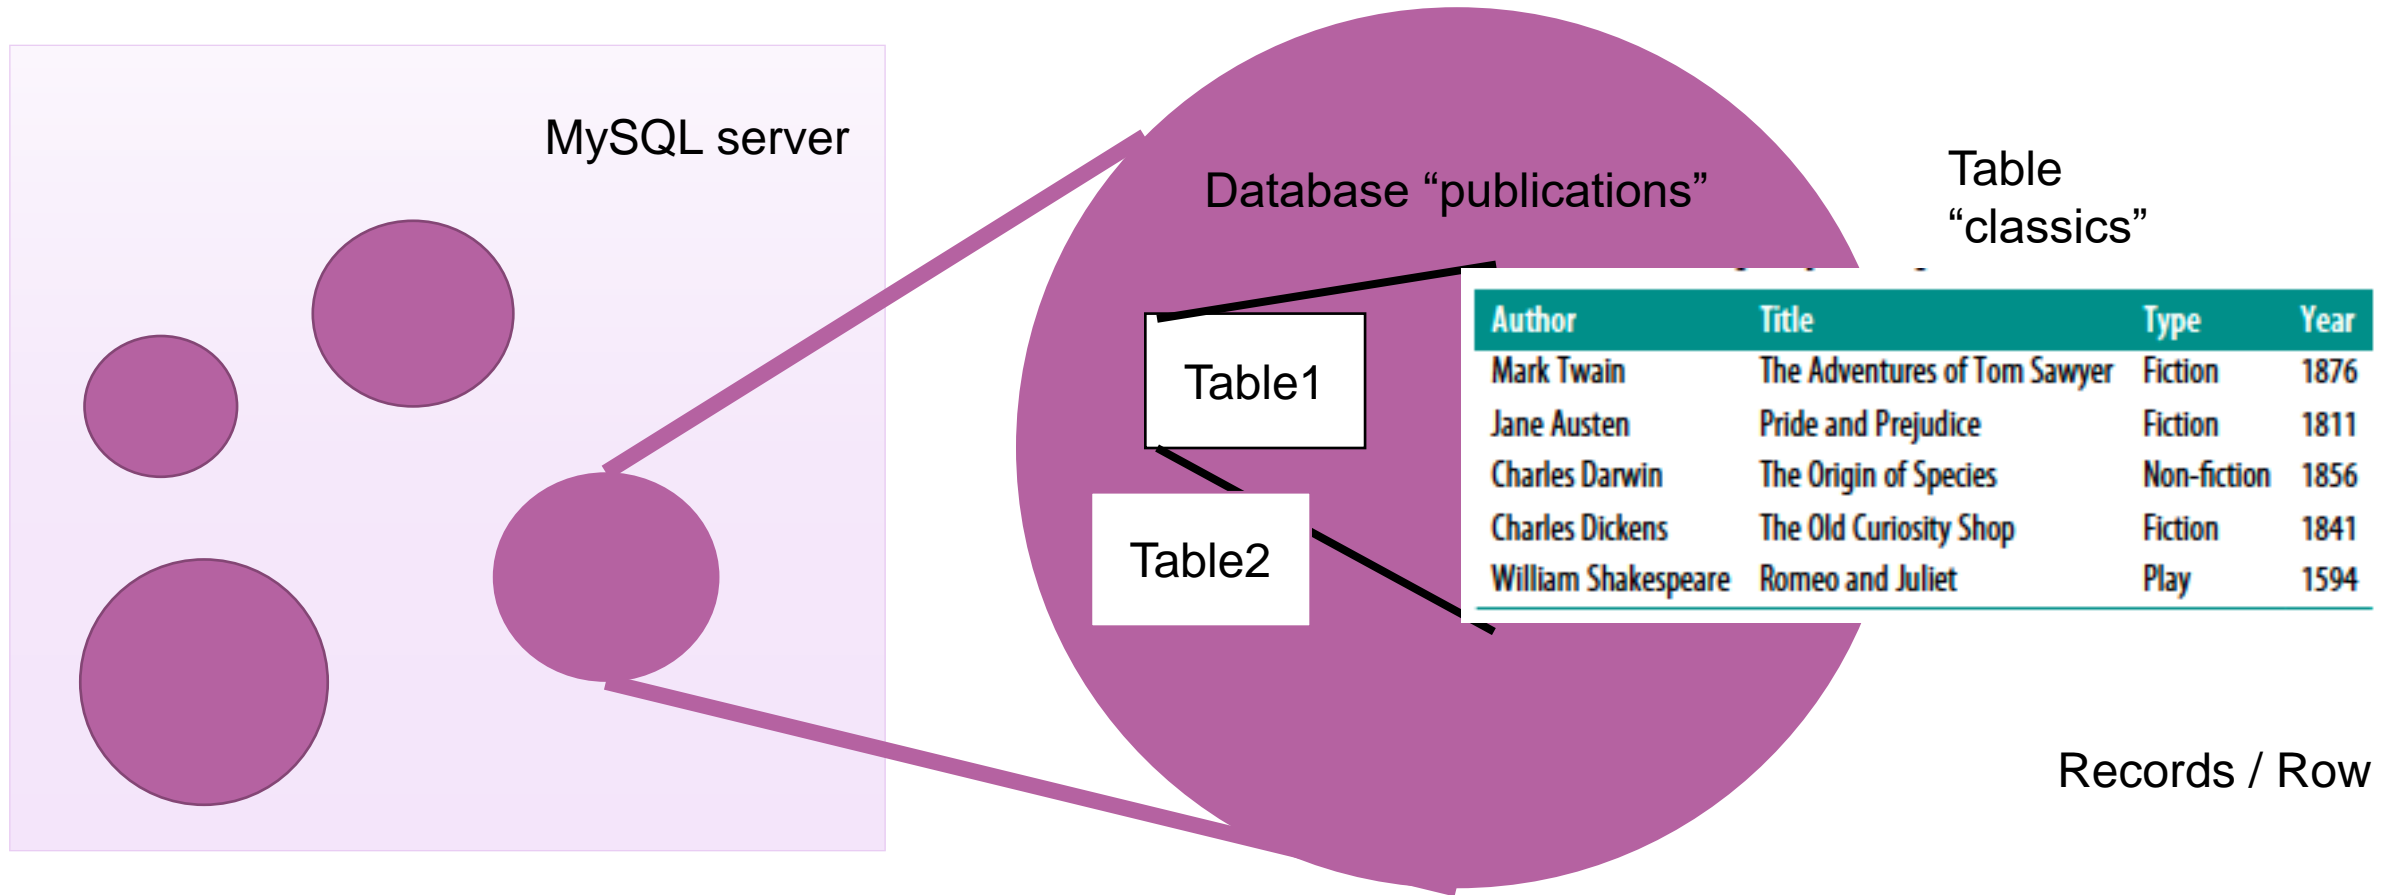 MySQL server
Database “publications”
Table
“classics”
Table1
Table2
Author Title Type Year
Mark Twain The Adventures of Tom Sawyer Fiction 1876
Jane Austen Pride and Prejudice Fiction 1811
Charles Darwin The Origin of Species Non-fiction 1856
Charles Dickens The Old Curiosity Shop Fiction 1841
William Shakespeare Romeo and Juliet Play 1594
Records / Row